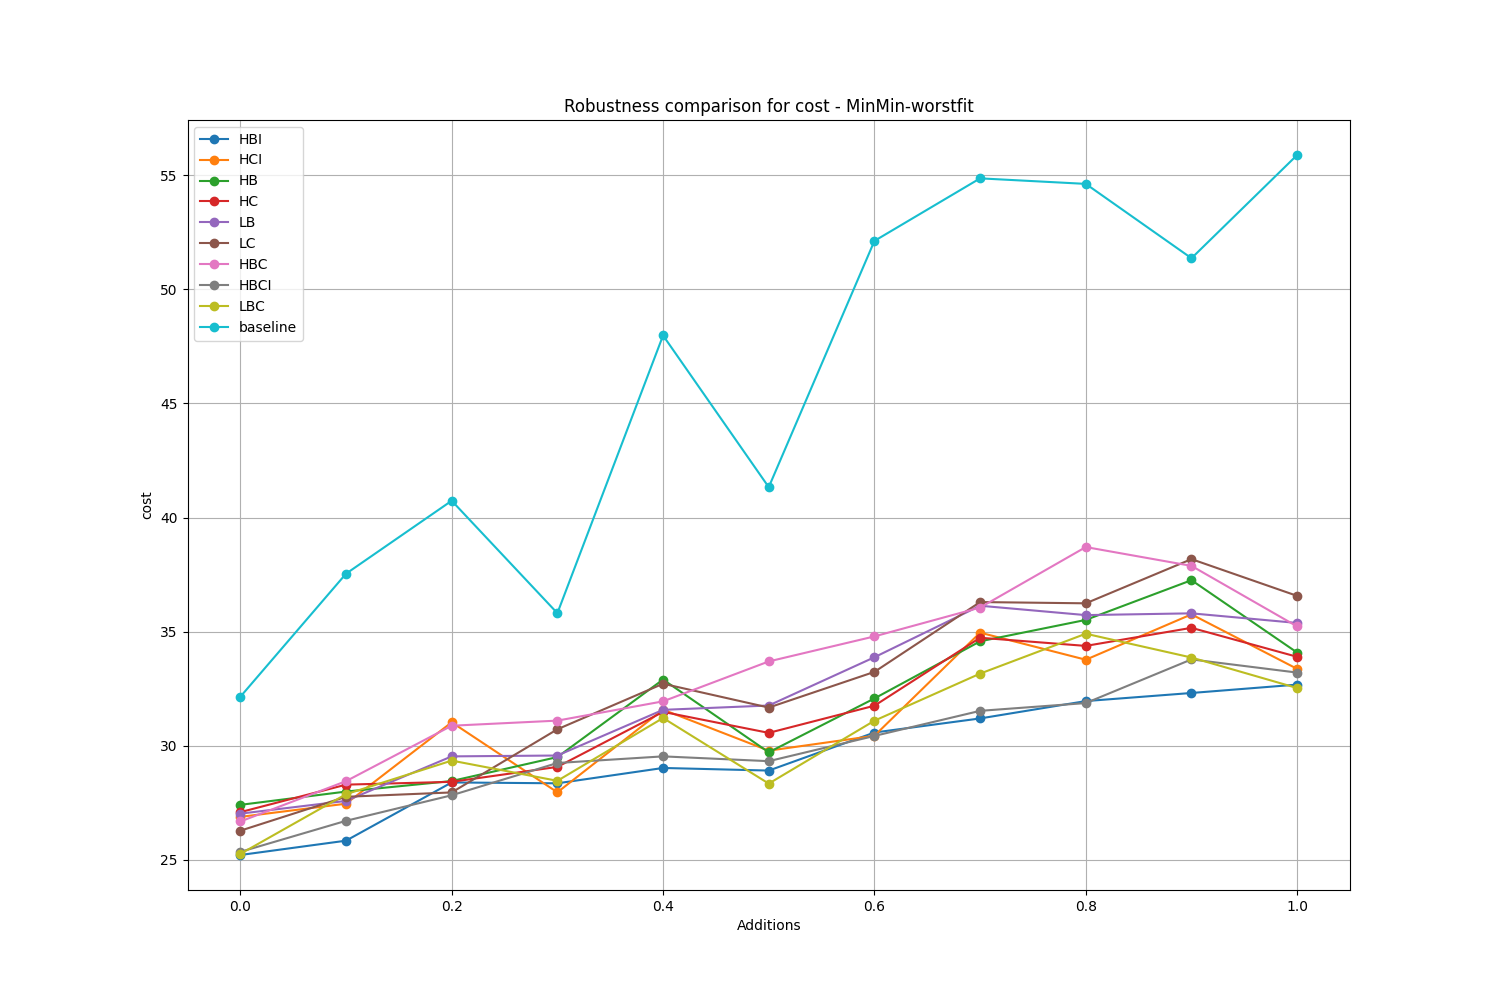 Robustness comparison for cost - MinMin-worstfit
HBI
HCI
HB
HC
LB
LC
HBC
HBCI
LBC
baseline
cost
55
50
45
40
35
30
25
0.0 0.2 0.4 0.6 0.8 1.0
Additions